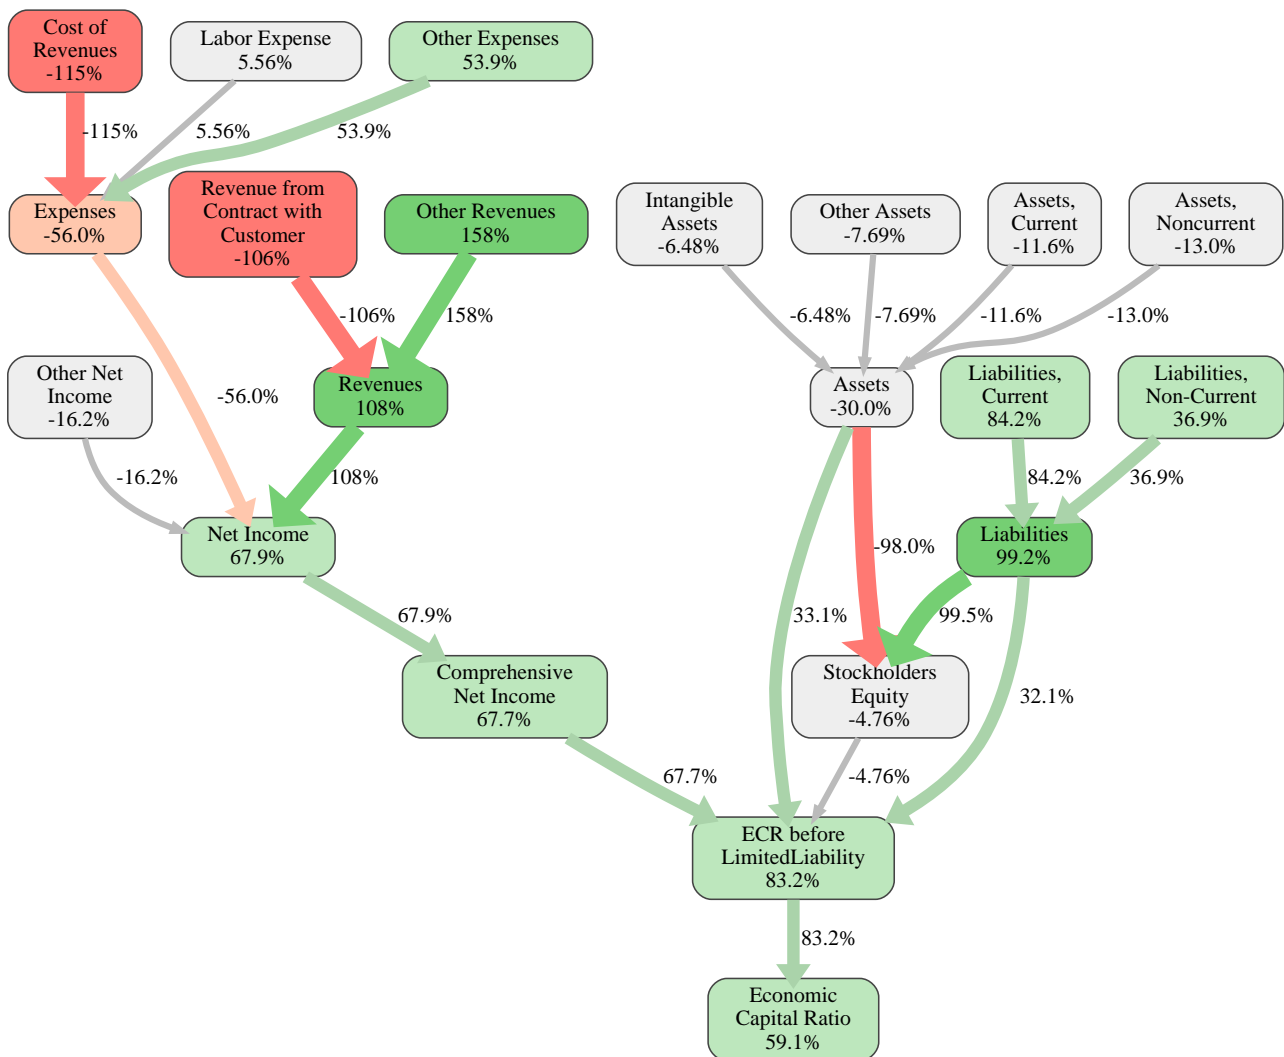 Cost of
Revenues
-115%
Labor Expense
5.56%
Other Expenses
53.9%
-115%
5.56%
53.9%
Expenses
-56.0%
Revenue from
Contract with
Customer
-106%
Other Revenues
158%
Intangible
Assets
-6.48%
Other Assets
-7.69%
Assets,
Current
-11.6%
Assets,
Noncurrent
-13.0%
-106%
158%
-6.48%
-7.69%
-11.6%
-13.0%
Other Net
Income
-16.2%
-56.0%
Revenues
108%
Assets
-30.0%
Liabilities,
Current
84.2%
Liabilities,
Non-Current
36.9%
-16.2%
108%
84.2%
36.9%
Net Income
67.9%
-98.0%
Liabilities
99.2%
67.9%
33.1%
99.5%
Comprehensive
Net Income
67.7%
Stockholders
Equity
-4.76%
32.1%
67.7%
-4.76%
ECR before
LimitedLiability
83.2%
83.2%
Economic
Capital Ratio
59.1%